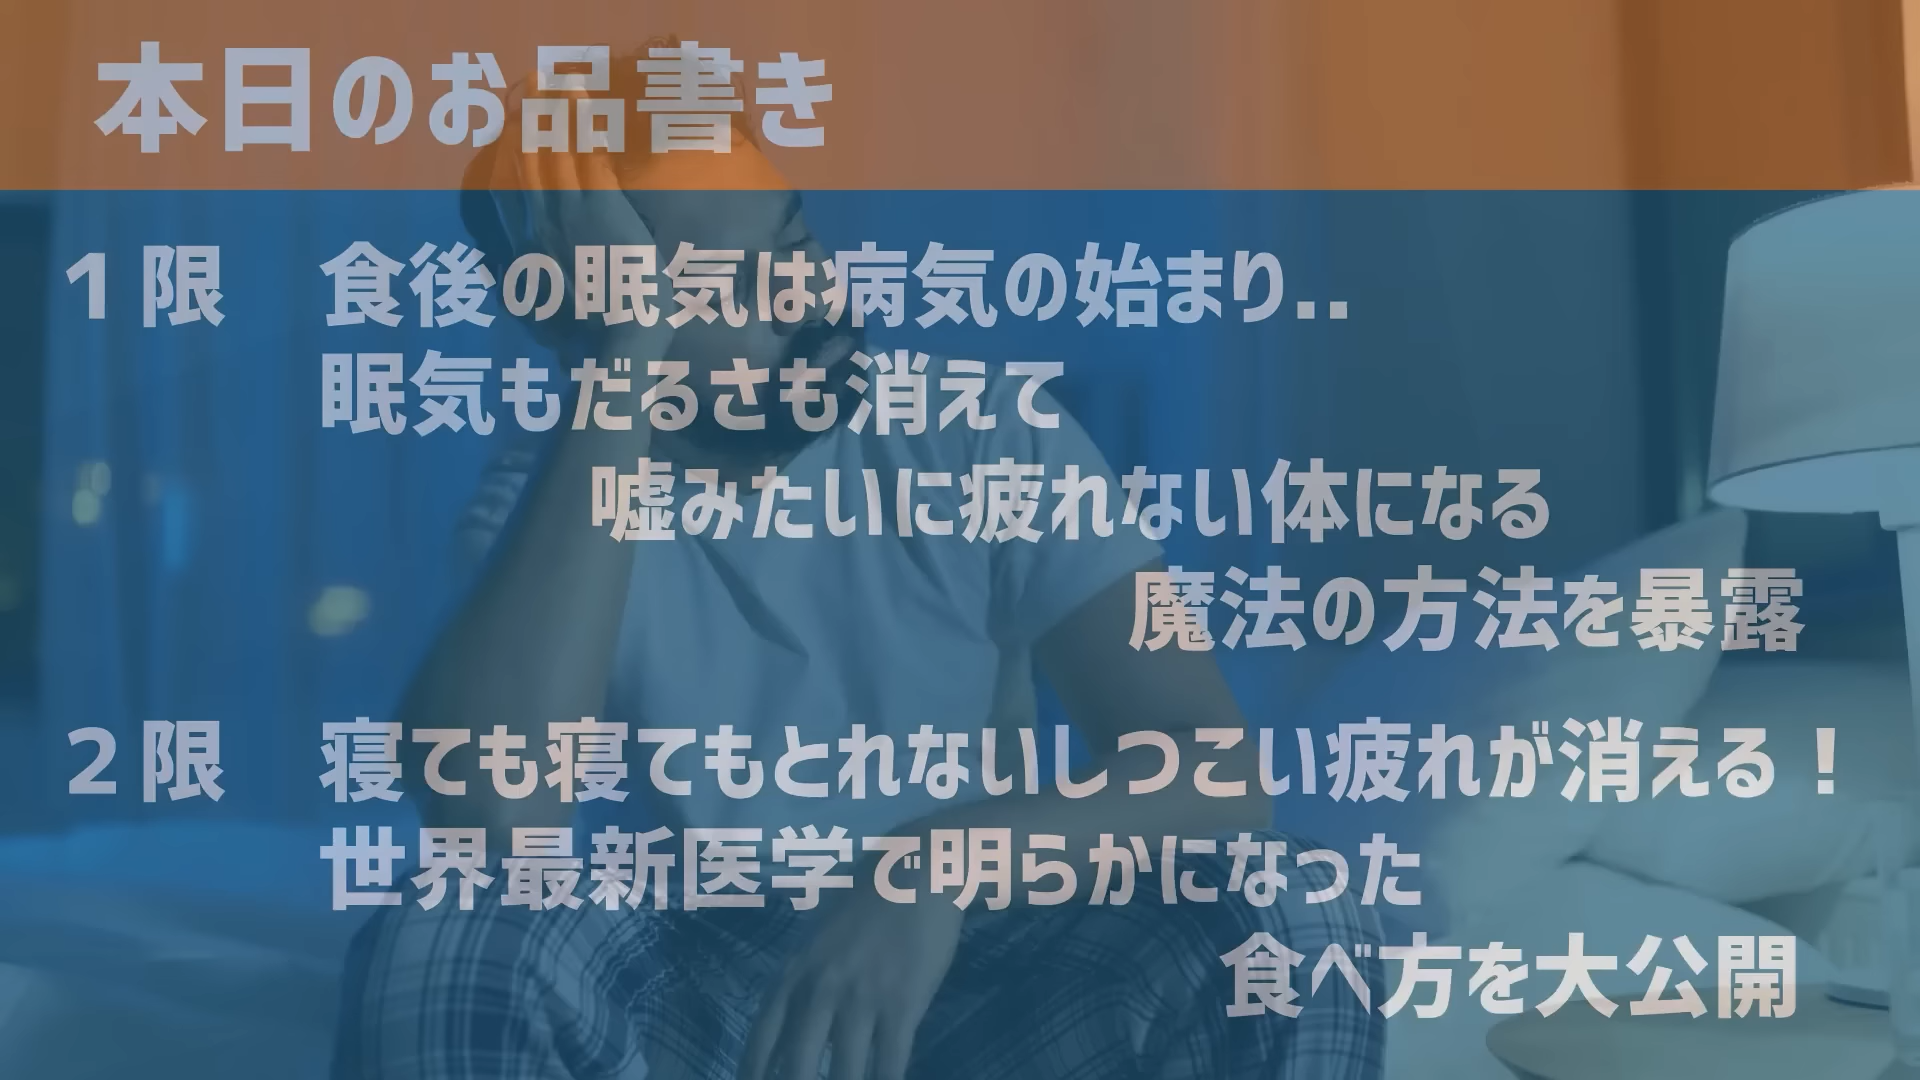 本日のお品書き
1限 食後の眠気は病気の始まり..
眠気もだるさも消えて
嘘みたいに疲れない体になる
魔法の方法を暴露
2限 寝ても寝てもとれないしつこい疲れが消える！
世界最新医学で明らかになった
食べ方を大公開